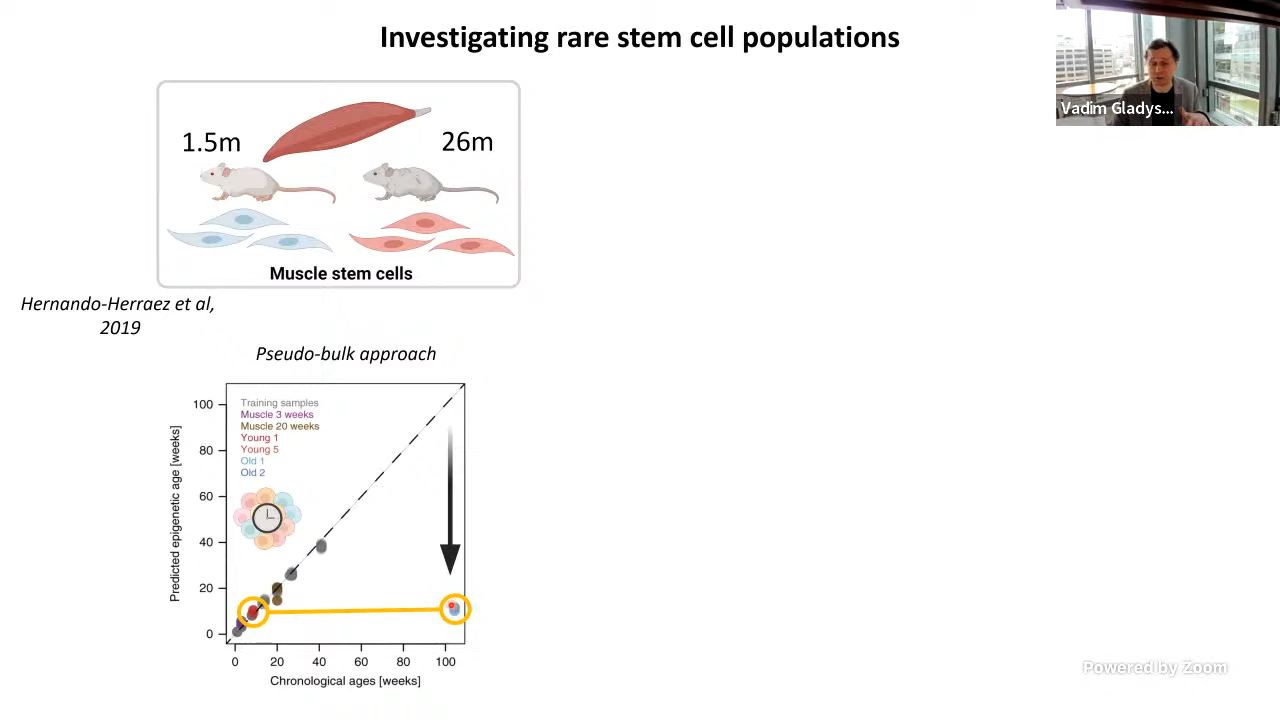 Investigating rare stem cell populations
Vadim Gladys...
1.5m
26m
Muscle stem cells
Hernando-Herraez et al,
2019
Pseudo-bulk approach
Training samples
Muscle 3 weeks
Muscle 20 weeks
Young 1
Young 5
Old 1
Old 2
Predicted epigenetic age [weeks]
100
80
60
40
20
0
0 20 40 60 80 100
Chronological ages [weeks]
Powered by Zoom